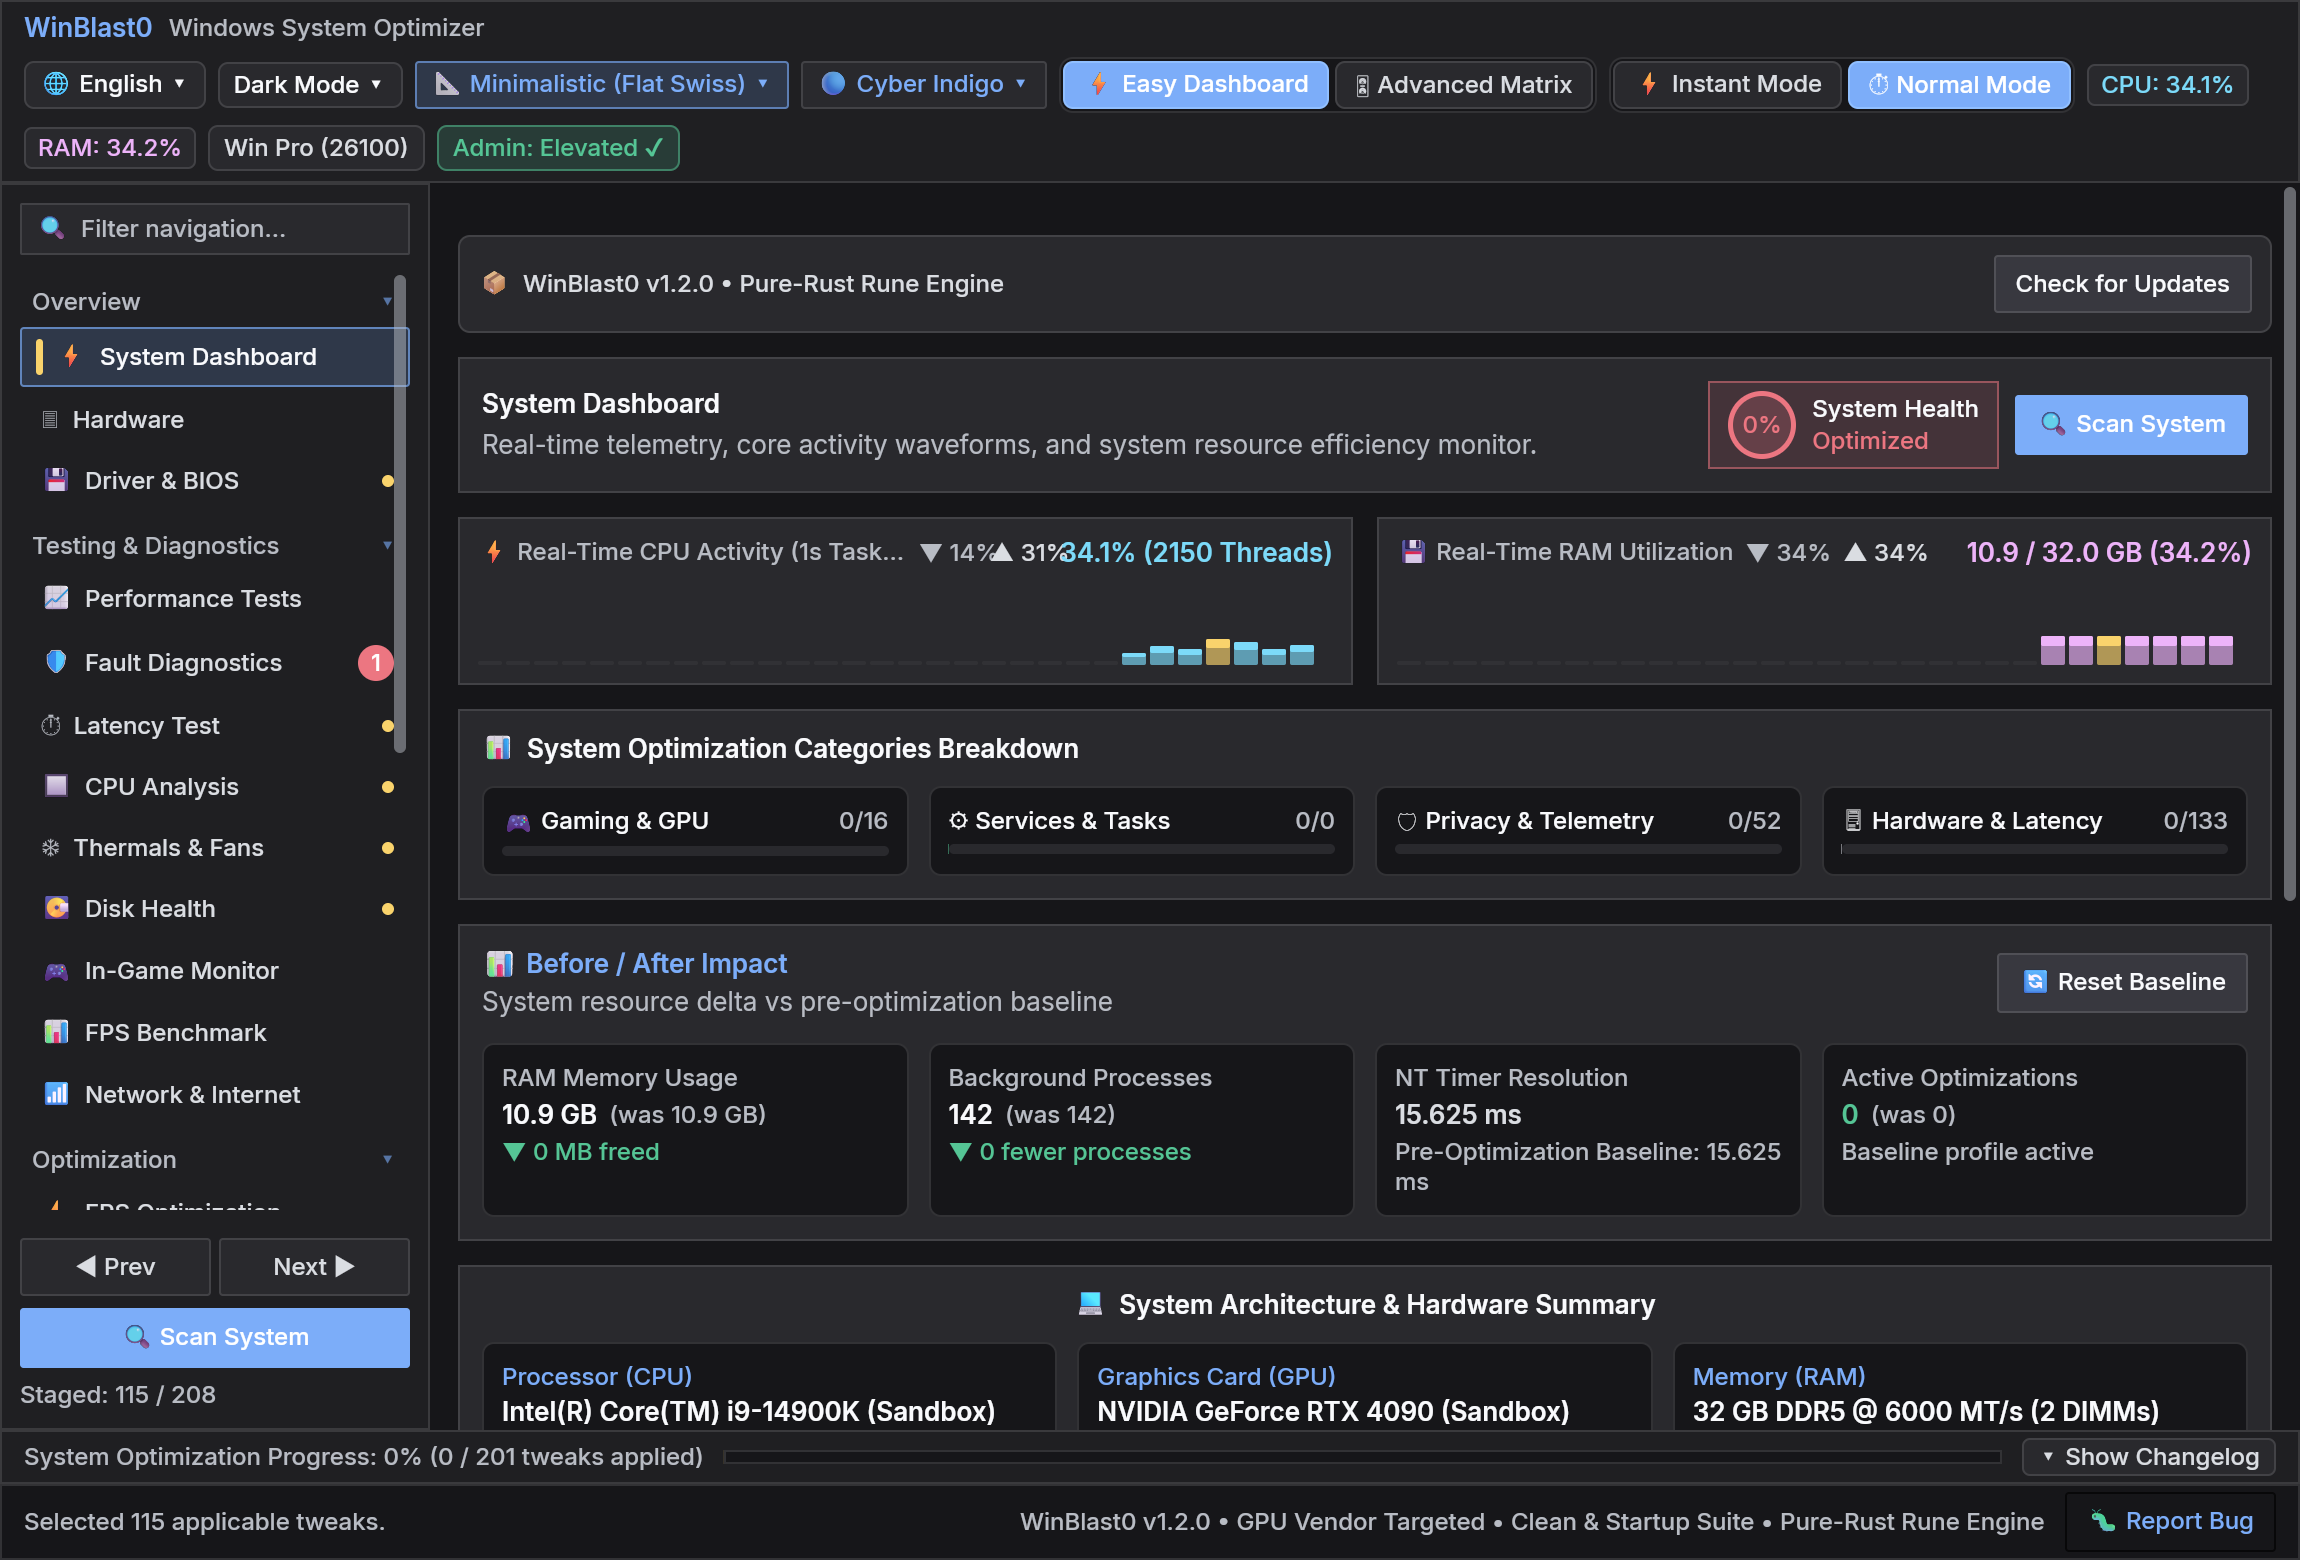 WinBlast0 Windows System Optimizer
English ▼ Dark Mode ▼ Minimalistic (Flat Swiss) ▼ Cyber Indigo ▼ Easy Dashboard Advanced Matrix Instant Mode Normal Mode CPU: 34.1%
RAM: 34.2% Win Pro (26100) Admin: Elevated ✓
Filter navigation...
Overview
System Dashboard
Hardware
Driver & BIOS
Testing & Diagnostics
Performance Tests
Fault Diagnostics 1
Latency Test
CPU Analysis
Thermals & Fans
Disk Health
In-Game Monitor
FPS Benchmark
Network & Internet
Optimization
FPS Optimization
◀ Prev Next ▶
Scan System
Staged: 115 / 208
WinBlast0 v1.2.0 • Pure-Rust Rune Engine Check for Updates
System Dashboard
Real-time telemetry, core activity waveforms, and system resource efficiency monitor.
0% System Health
Optimized
Scan System
Real-Time CPU Activity (1s Task... ▼ 14% ▲ 31% 34.1% (2150 Threads)
Real-Time RAM Utilization ▼ 34% ▲ 34% 10.9 / 32.0 GB (34.2%)
System Optimization Categories Breakdown
Gaming & GPU 0/16
Services & Tasks 0/0
Privacy & Telemetry 0/52
Hardware & Latency 0/133
Before / After Impact
System resource delta vs pre-optimization baseline
Reset Baseline
RAM Memory Usage
10.9 GB (was 10.9 GB)
▼ 0 MB freed
Background Processes
142 (was 142)
▼ 0 fewer processes
NT Timer Resolution
15.625 ms
Pre-Optimization Baseline: 15.625
ms
Active Optimizations
0 (was 0)
Baseline profile active
System Architecture & Hardware Summary
Processor (CPU)
Intel(R) Core(TM) i9-14900K (Sandbox)
Graphics Card (GPU)
NVIDIA GeForce RTX 4090 (Sandbox)
Memory (RAM)
32 GB DDR5 @ 6000 MT/s (2 DIMMs)
System Optimization Progress: 0% (0 / 201 tweaks applied) ▼ Show Changelog
Selected 115 applicable tweaks. WinBlast0 v1.2.0 • GPU Vendor Targeted • Clean & Startup Suite • Pure-Rust Rune Engine Report Bug